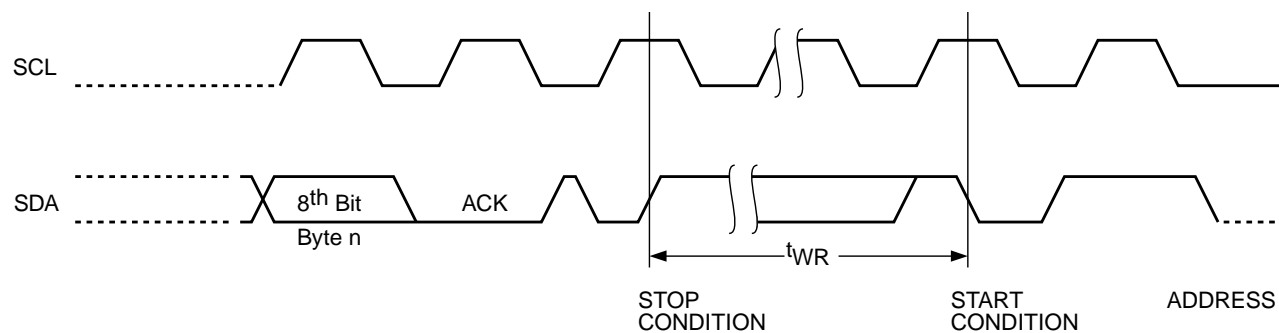 SCL
SDA
8th Bit
Byte n
ACK
tWR
STOP
CONDITION
START
CONDITION
ADDRESS